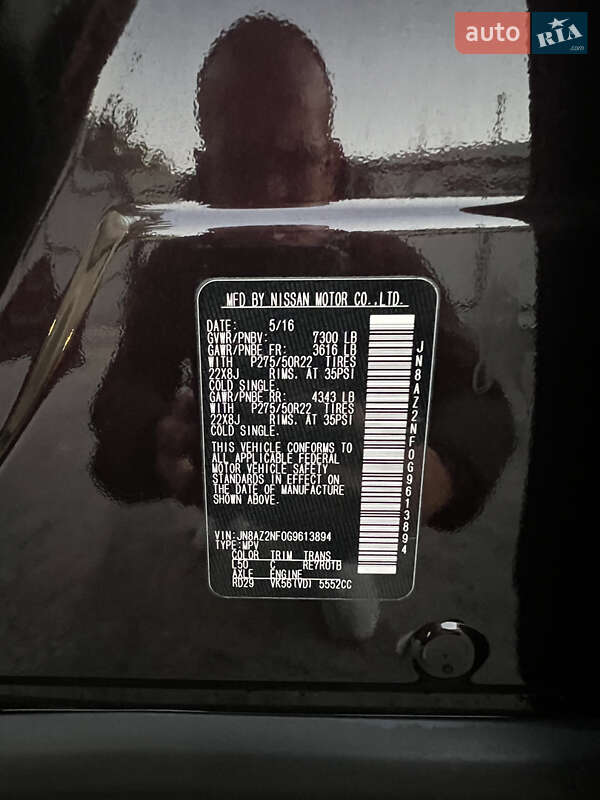 auto RIA.com
MFD BY NISSAN MOTOR CO.,LTD.
DATE: 5/16
GVWR/PNBV: 7300 LB
GAWR/PNBE FR: 3616 LB
WITH P275/50R22 TIRES
22X8J RIMS. AT 35PSI
COLD SINGLE.
GAWR/PNBE RR: 4343 LB
WITH P275/50R22 TIRES
22X8J RIMS. AT 35PSI
COLD SINGLE.
THIS VEHICLE CONFORMS TO
ALL APPLICABLE FEDERAL
MOTOR VEHICLE SAFETY
STANDARDS IN EFFECT ON
THE DATE OF MANUFACTURE
SHOWN ABOVE.
VIN:JN8AZ2NF0G9613894
TYPE:MPV
COLOR TRIM TRANS
L50 C RE7R01B
AXLE ENGINE
RD29 VK56(VD) 5552CC
JN8AZ2NF0G9613894